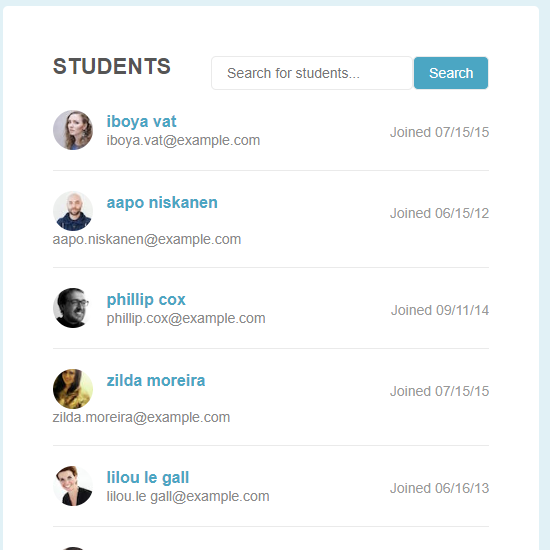 STUDENTS
Search for students...
Search
iboya vat
iboya.vat@example.com
Joined 07/15/15
aapo niskanen
aapo.niskanen@example.com
Joined 06/15/12
phillip cox
phillip.cox@example.com
Joined 09/11/14
zilda moreira
zilda.moreira@example.com
Joined 07/15/15
lilou le gall
lilou.le gall@example.com
Joined 06/16/13